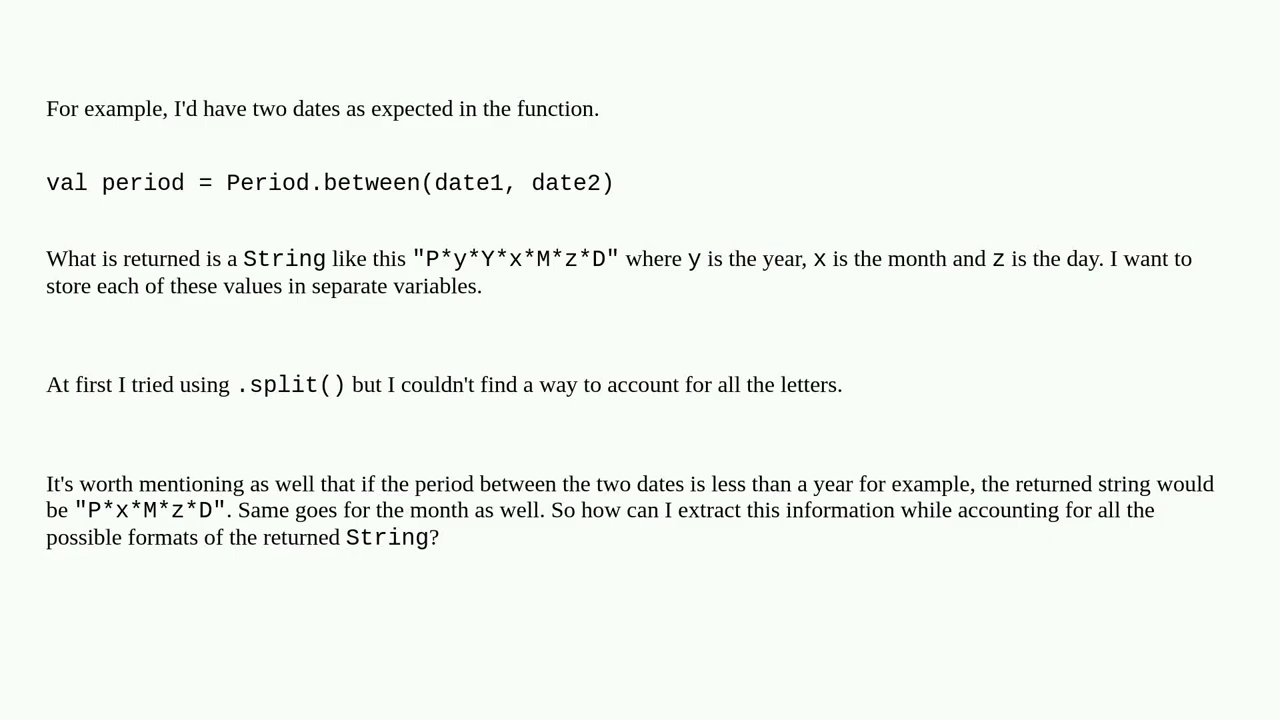 For example, I'd have two dates as expected in the function.
val period = Period.between(date1, date2)
What is returned is a String like this "P*y*Y*x*M*z*D" where y is the year, x is the month and z is the day. I want to
store each of these values in separate variables.
At first I tried using .split() but I couldn't find a way to account for all the letters.
It's worth mentioning as well that if the period between the two dates is less than a year for example, the returned string would
be "P*x*M*z*D". Same goes for the month as well. So how can I extract this information while accounting for all the
possible formats of the returned String?